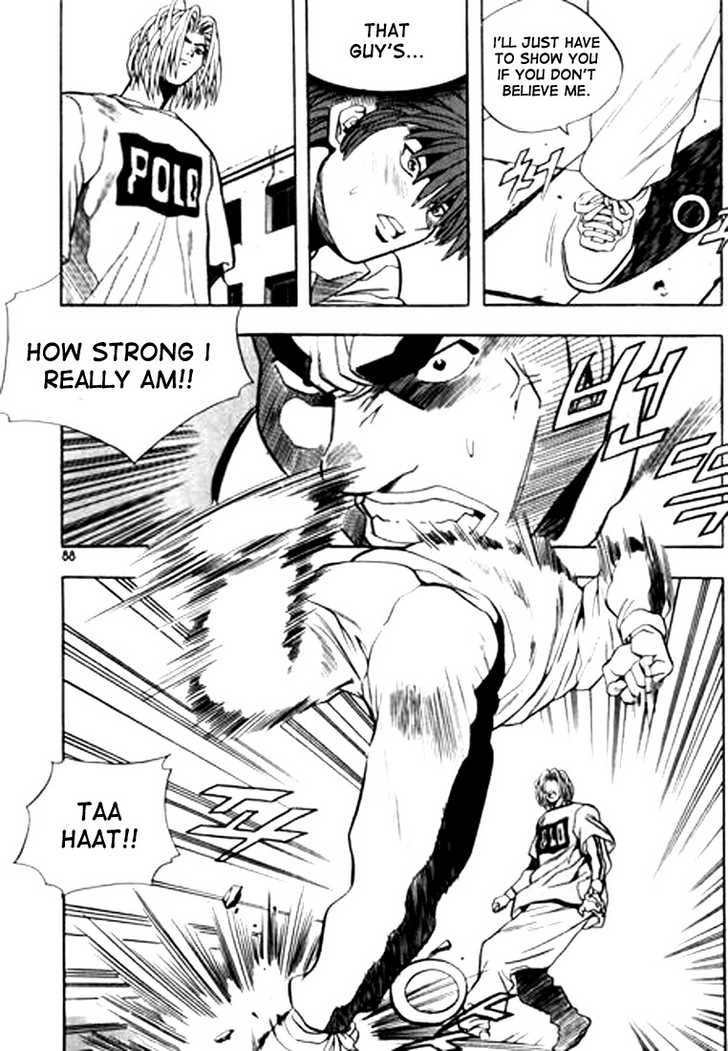 POLO
THAT
GUY'S...
I'LL JUST HAVE
TO SHOW YOU
IF YOU DON'T
BELIEVE ME.
HOW STRONG I
REALLY AM!!
번
88
TAA
HAAT!!